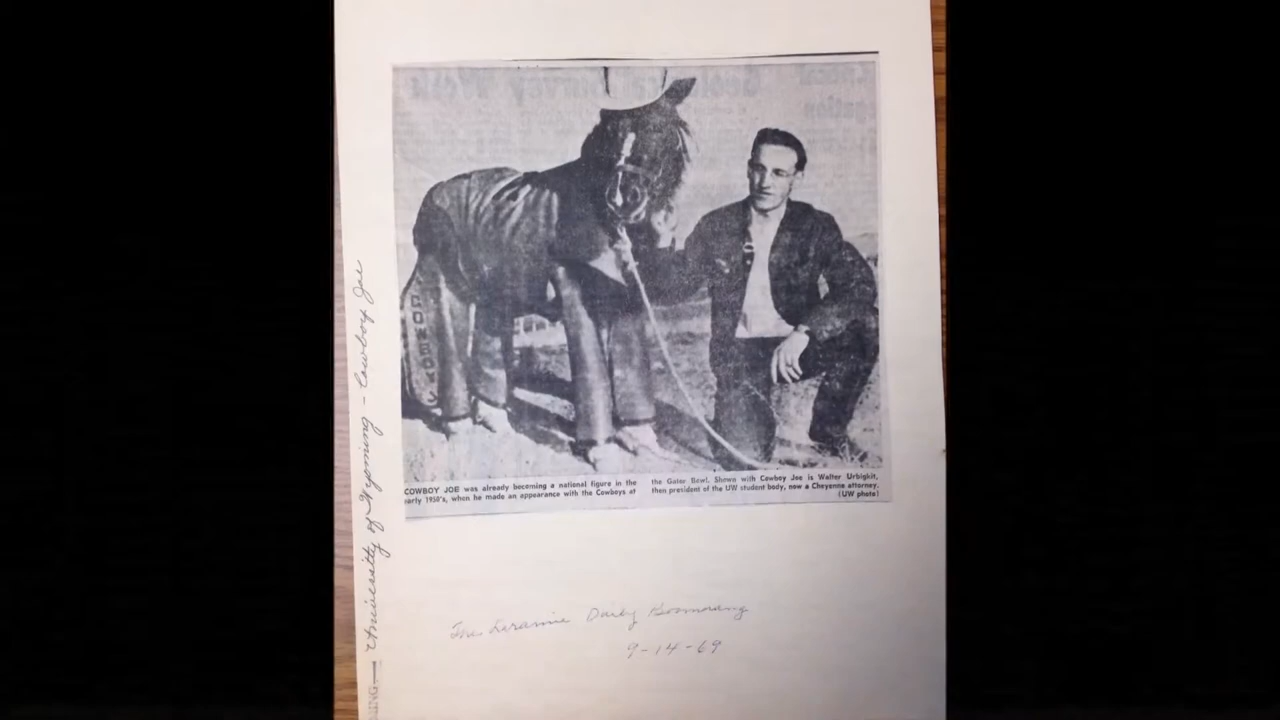 COWBOY JOE was already becoming a national figure in the
early 1950's, when he made an appearance with the Cowboys at
the Gator Bowl. Shown with Cowboy Joe is Walter Urbigkit,
then president of the UW student body, now a Cheyenne attorney.
(UW photo)
The Laramie Daily Boomerang
9-14-69
University of Wyoming - Cowboy Joe